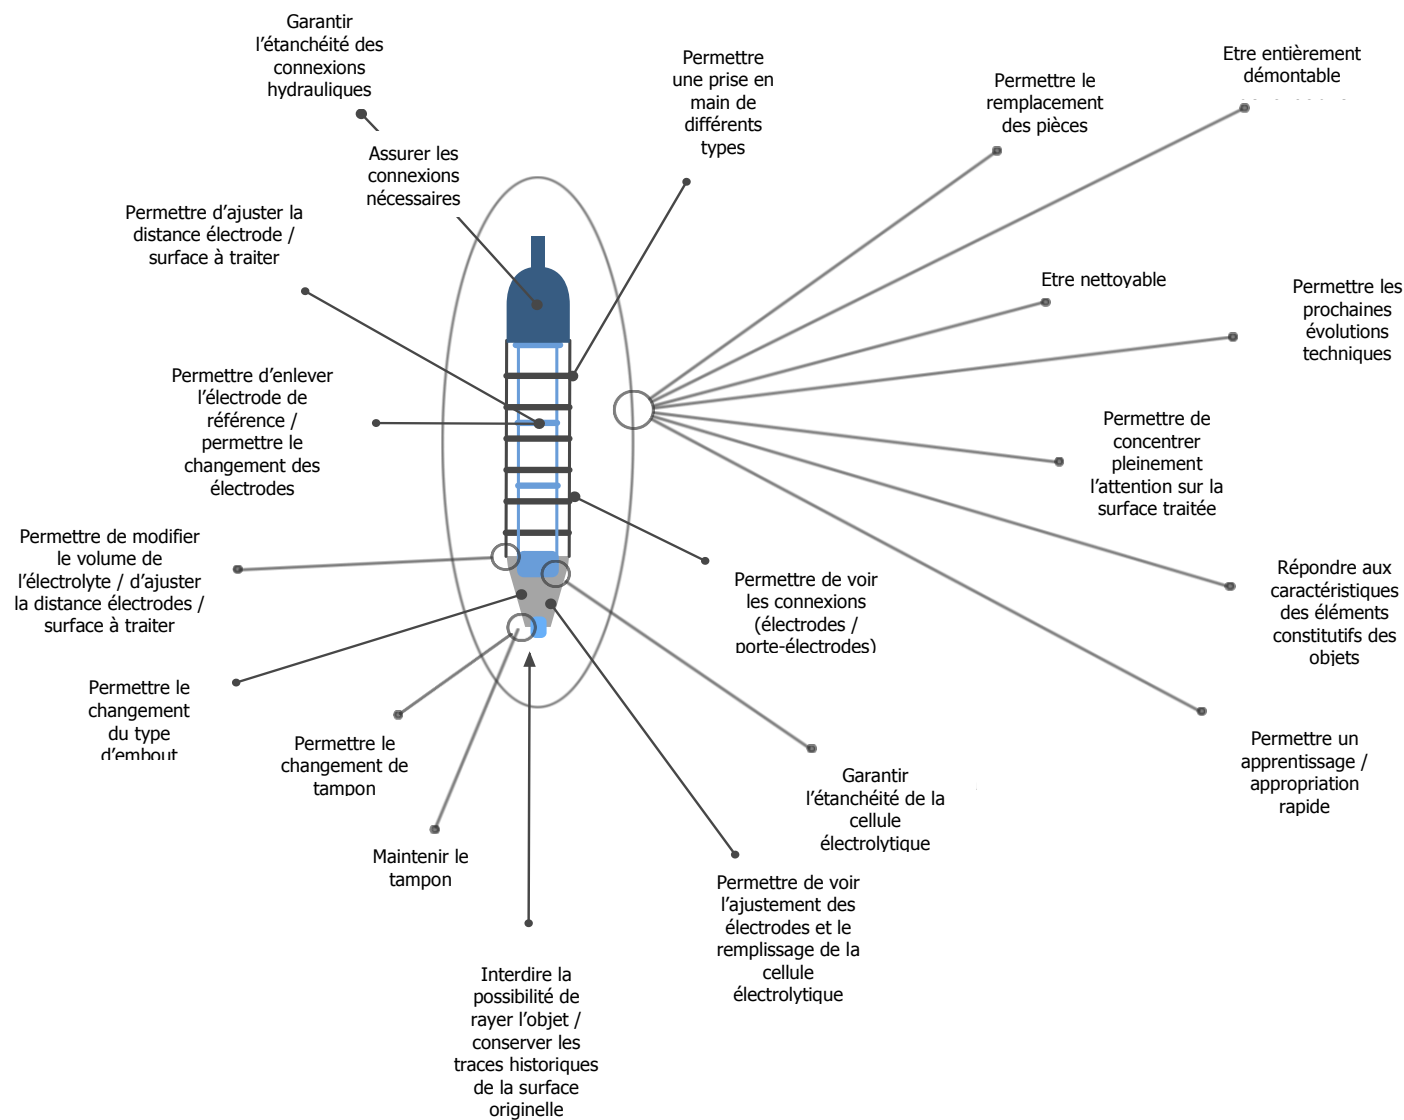 Garantir
l'étanchéité des
connexions
hydrauliques
Assurer les
connexions
nécessaires
Permettre
une prise en
main de
différents
types
Permettre le
remplacement
des pièces
Etre entièrement
démontable
Permettre d'ajuster la
distance électrode /
surface à traiter
Etre nettoyable
Permettre les
prochaines
évolutions
techniques
Permettre d'enlever
l'électrode de
référence /
permettre le
changement des
électrodes
Permettre de
concentrer
pleinement
l'attention sur la
surface traitée
Permettre de modifier
le volume de
l'électrolyte / d'ajuster
la distance électrodes /
surface à traiter
Permettre de voir
les connexions
(électrodes /
porte-électrodes)
Répondre aux
caractéristiques
des éléments
constitutifs des
objets
Permettre le
changement
du type
d'embout
Permettre le
changement de
tampon
Garantir
l'étanchéité de la
cellule
électrolytique
Permettre un
apprentissage /
appropriation
rapide
Maintenir le
tampon
Permettre de voir
l'ajustement des
électrodes et le
remplissage de la
cellule
électrolytique
Interdire la
possibilité de
rayer l'objet /
conserver les
traces historiques
de la surface
originelle